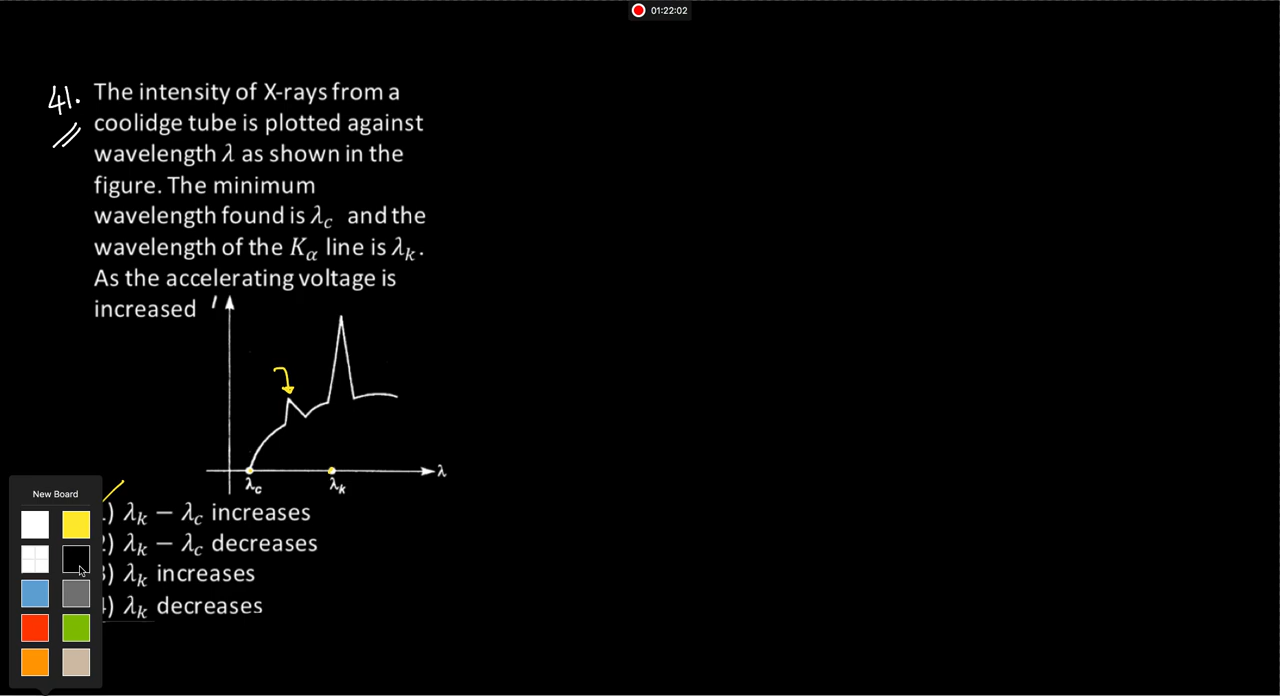 01:22:02
41. The intensity of X-rays from a
coolidge tube is plotted against
wavelength λ as shown in the
figure. The minimum
wavelength found is λc and the
wavelength of the Kα line is λk.
As the accelerating voltage is
increased
I
λ
λc λk
New Board
) λk − λc increases
) λk − λc decreases
) λk increases
) λk decreases